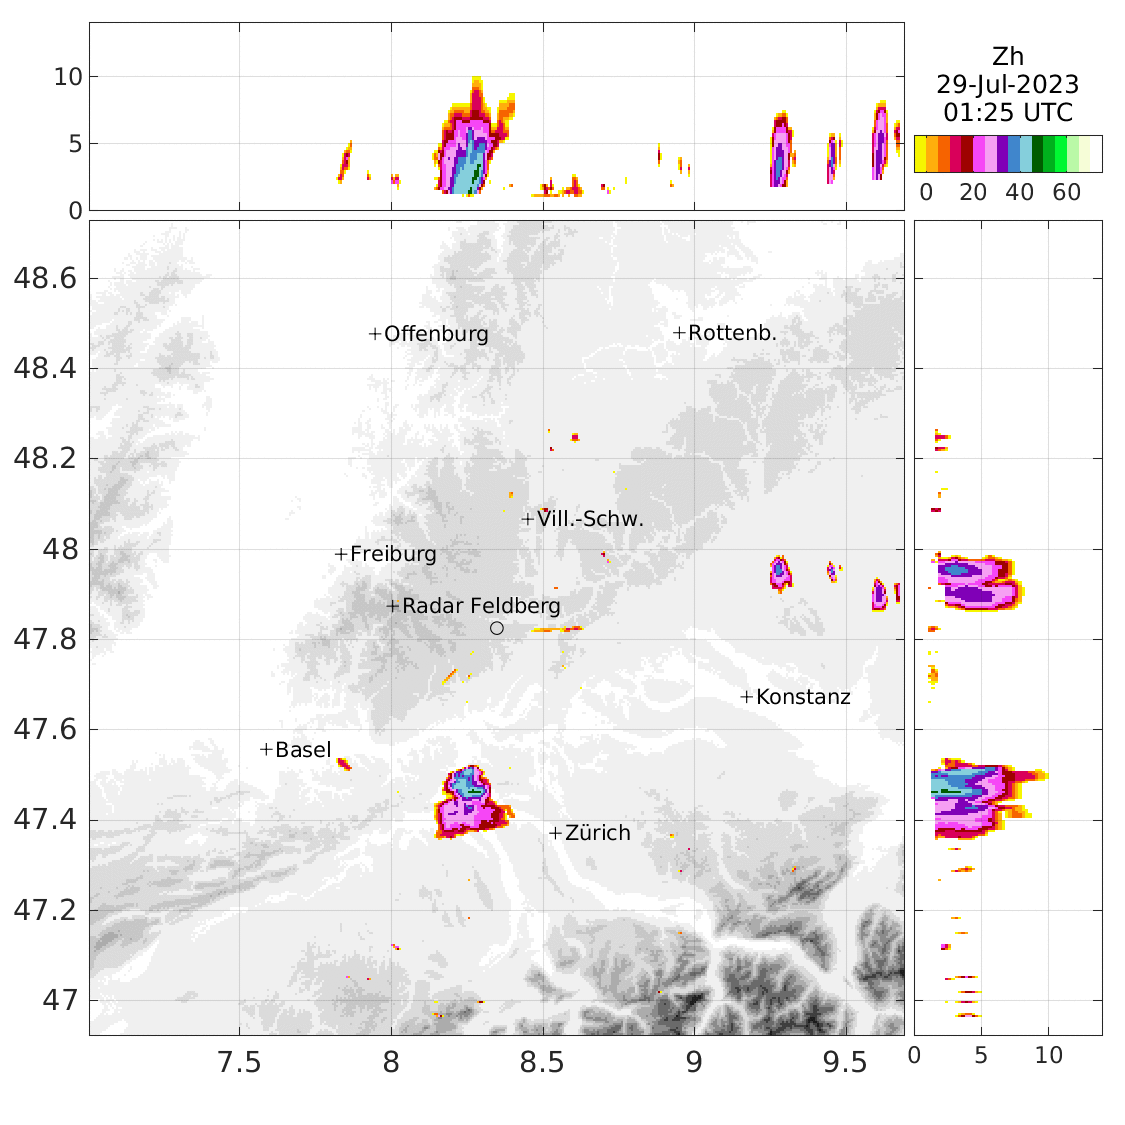 Zh
29-Jul-2023
01:25 UTC
0 20 40 60
10
5
0
48.6
48.4
48.2
48
47.8
47.6
47.4
47.2
47
Offenburg
Rottenb.
Vill.-Schw.
Freiburg
Radar Feldberg
Konstanz
Basel
Zürich
7.5 8 8.5 9 9.5
0 5 10